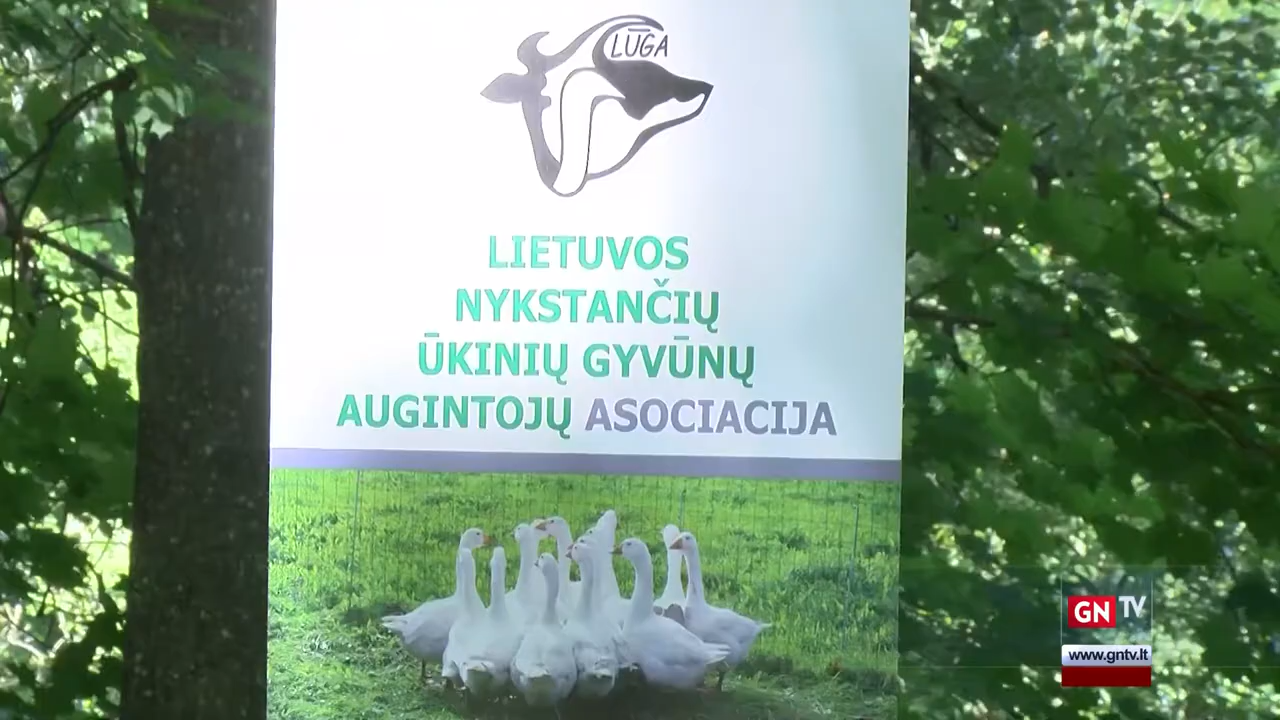 LŪGA
LIETUVOS
NYKSTANČIŲ
ŪKINIŲ GYVŪNŲ
AUGINTOJŲ ASOCIACIJA
GN TV
www.gntv.lt